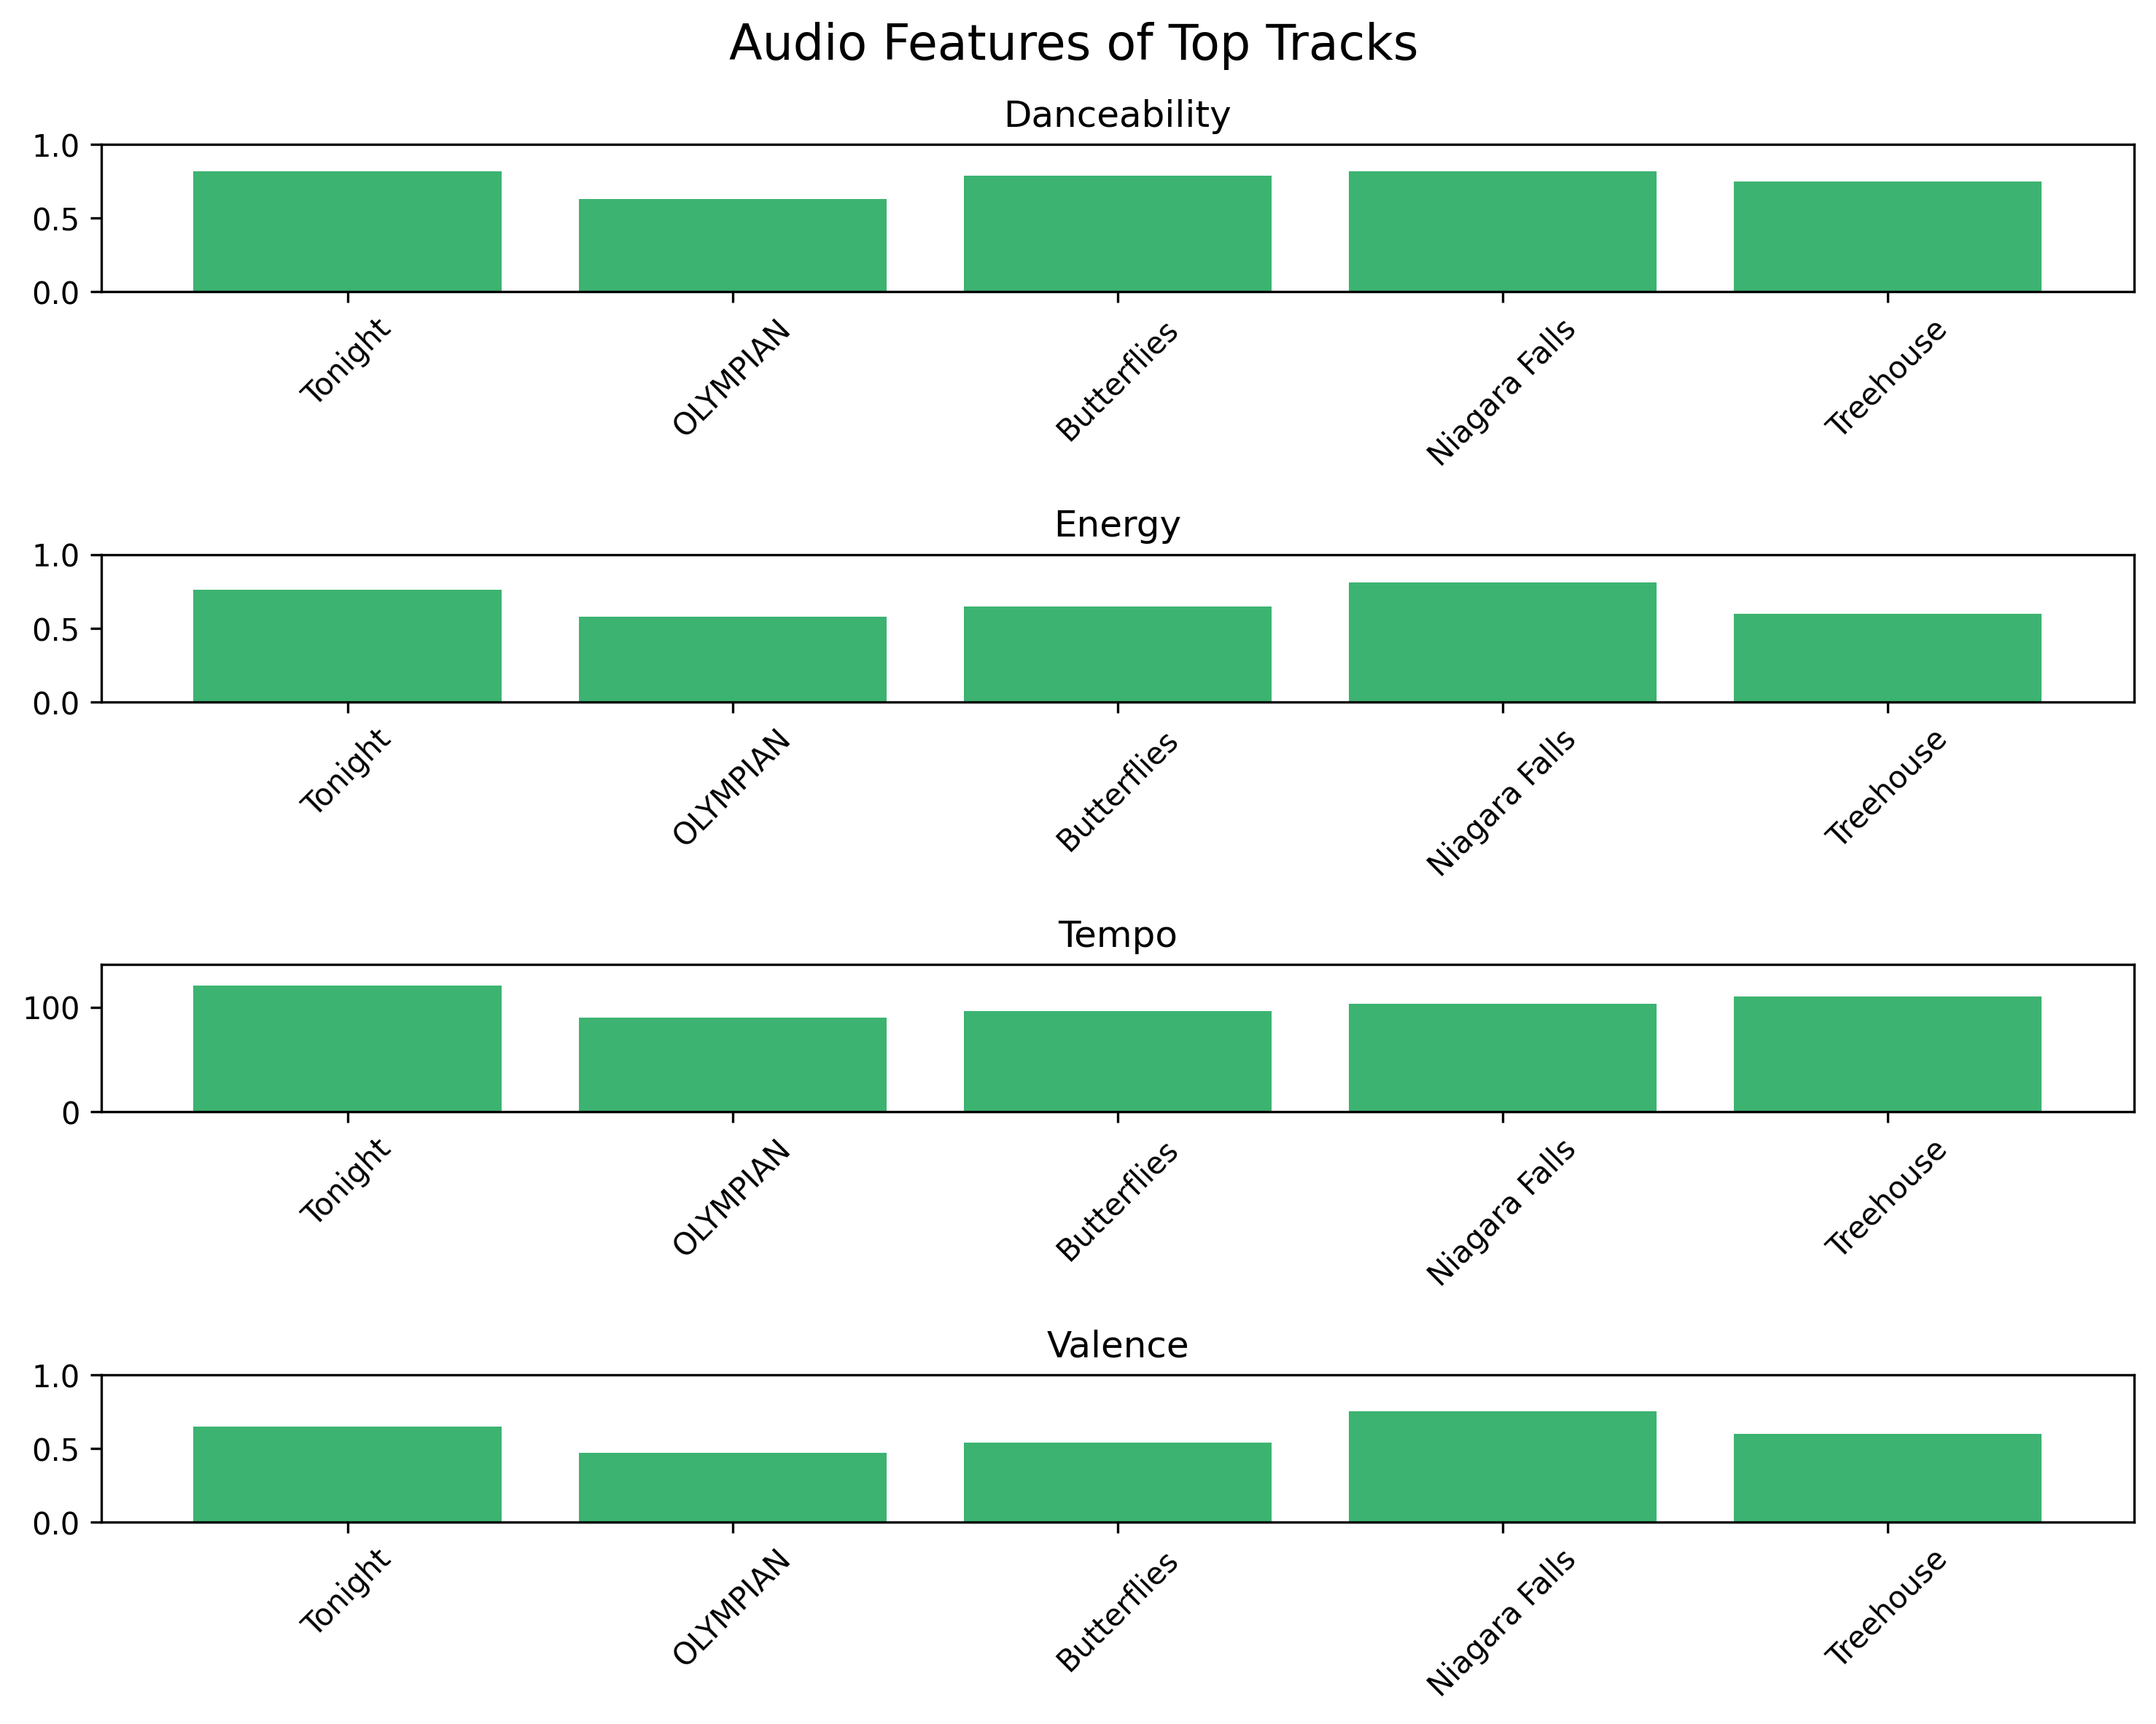 Audio Features of Top Tracks
Danceability
1.0
0.5
0.0
Tonight
OLYMPIAN
Butterflies
Niagara Falls
Treehouse
Energy
1.0
0.5
0.0
Tonight
OLYMPIAN
Butterflies
Niagara Falls
Treehouse
Tempo
100
0
Tonight
OLYMPIAN
Butterflies
Niagara Falls
Treehouse
Valence
1.0
0.5
0.0
Tonight
OLYMPIAN
Butterflies
Niagara Falls
Treehouse